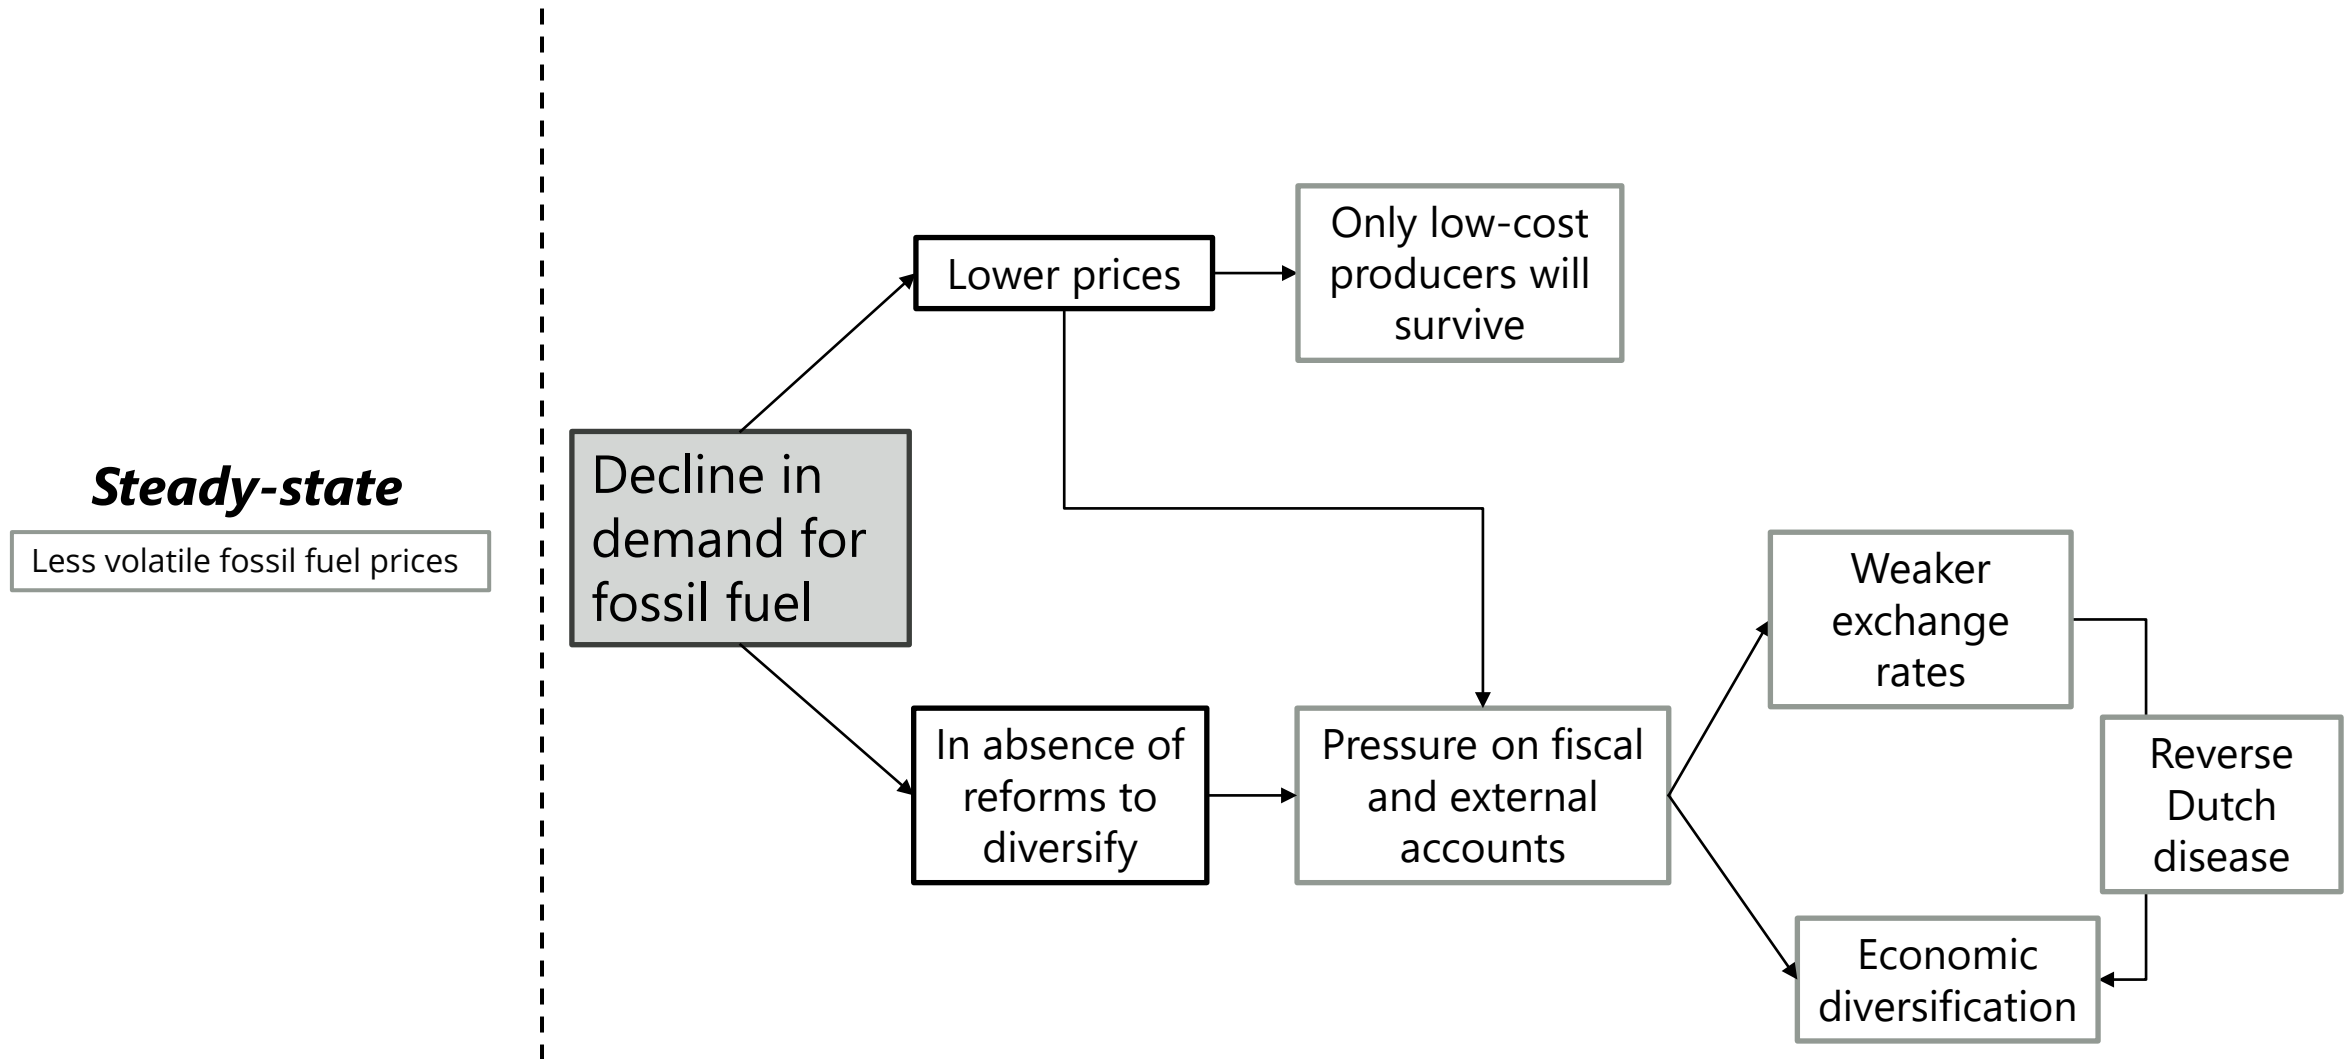 Steady-state
Less volatile fossil fuel prices
Decline in
demand for
fossil fuel
Lower prices
Only low-cost
producers will
survive
In absence of
reforms to
diversify
Pressure on fiscal
and external
accounts
Weaker
exchange
rates
Reverse
Dutch
disease
Economic
diversification